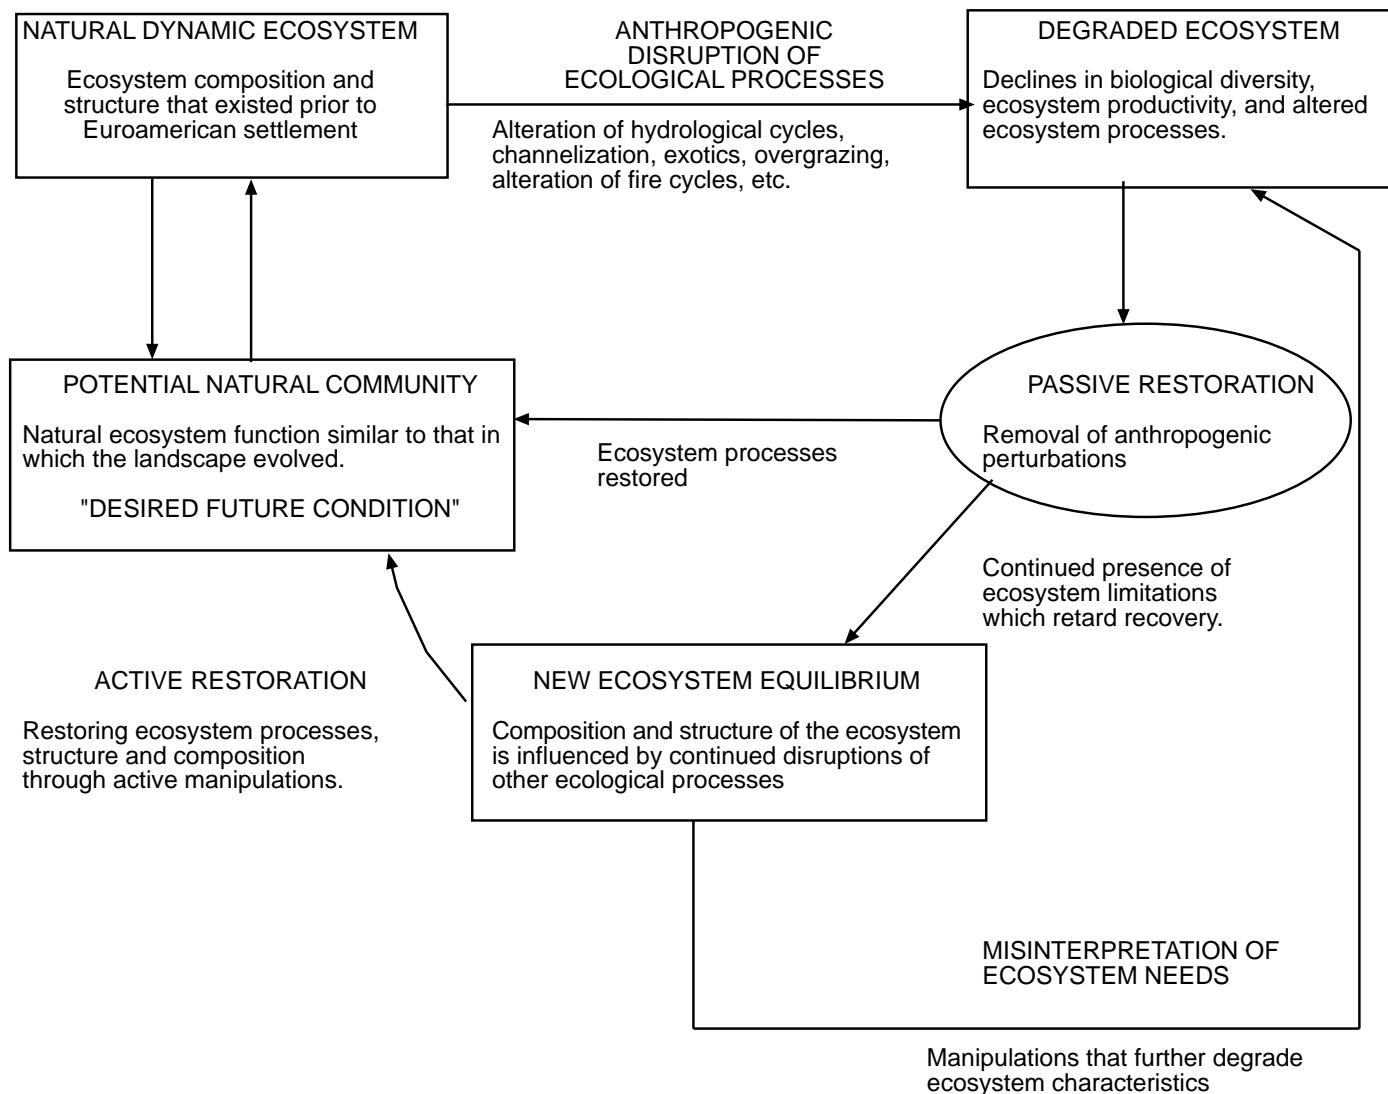 NATURAL DYNAMIC ECOSYSTEM
Ecosystem composition and
structure that existed prior to
Euroamerican settlement
ANTHROPOGENIC
DISRUPTION OF
ECOLOGICAL PROCESSES
Alteration of hydrological cycles,
channelization, exotics, overgrazing,
alteration of fire cycles, etc.
DEGRADED ECOSYSTEM
Declines in biological diversity,
ecosystem productivity, and altered
ecosystem processes.
POTENTIAL NATURAL COMMUNITY
Natural ecosystem function similar to that in
which the landscape evolved.
"DESIRED FUTURE CONDITION"
Ecosystem processes
restored
PASSIVE RESTORATION
Removal of anthropogenic
perturbations
Continued presence of
ecosystem limitations
which retard recovery.
ACTIVE RESTORATION
Restoring ecosystem processes,
structure and composition
through active manipulations.
NEW ECOSYSTEM EQUILIBRIUM
Composition and structure of the ecosystem
is influenced by continued disruptions of
other ecological processes
MISINTERPRETATION OF
ECOSYSTEM NEEDS
Manipulations that further degrade
ecosystem characteristics